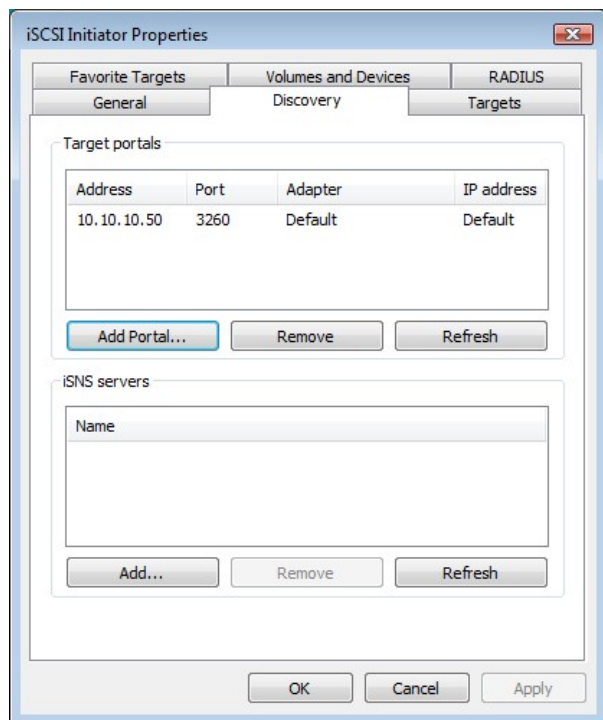 iSCSI Initiator Properties
Favorite Targets Volumes and Devices RADIUS
General Discovery Targets
Target portals
Address Port Adapter IP address
10.10.10.50 3260 Default Default
Add Portal... Remove Refresh
iSNS servers
Name
Add... Remove Refresh
OK Cancel Apply